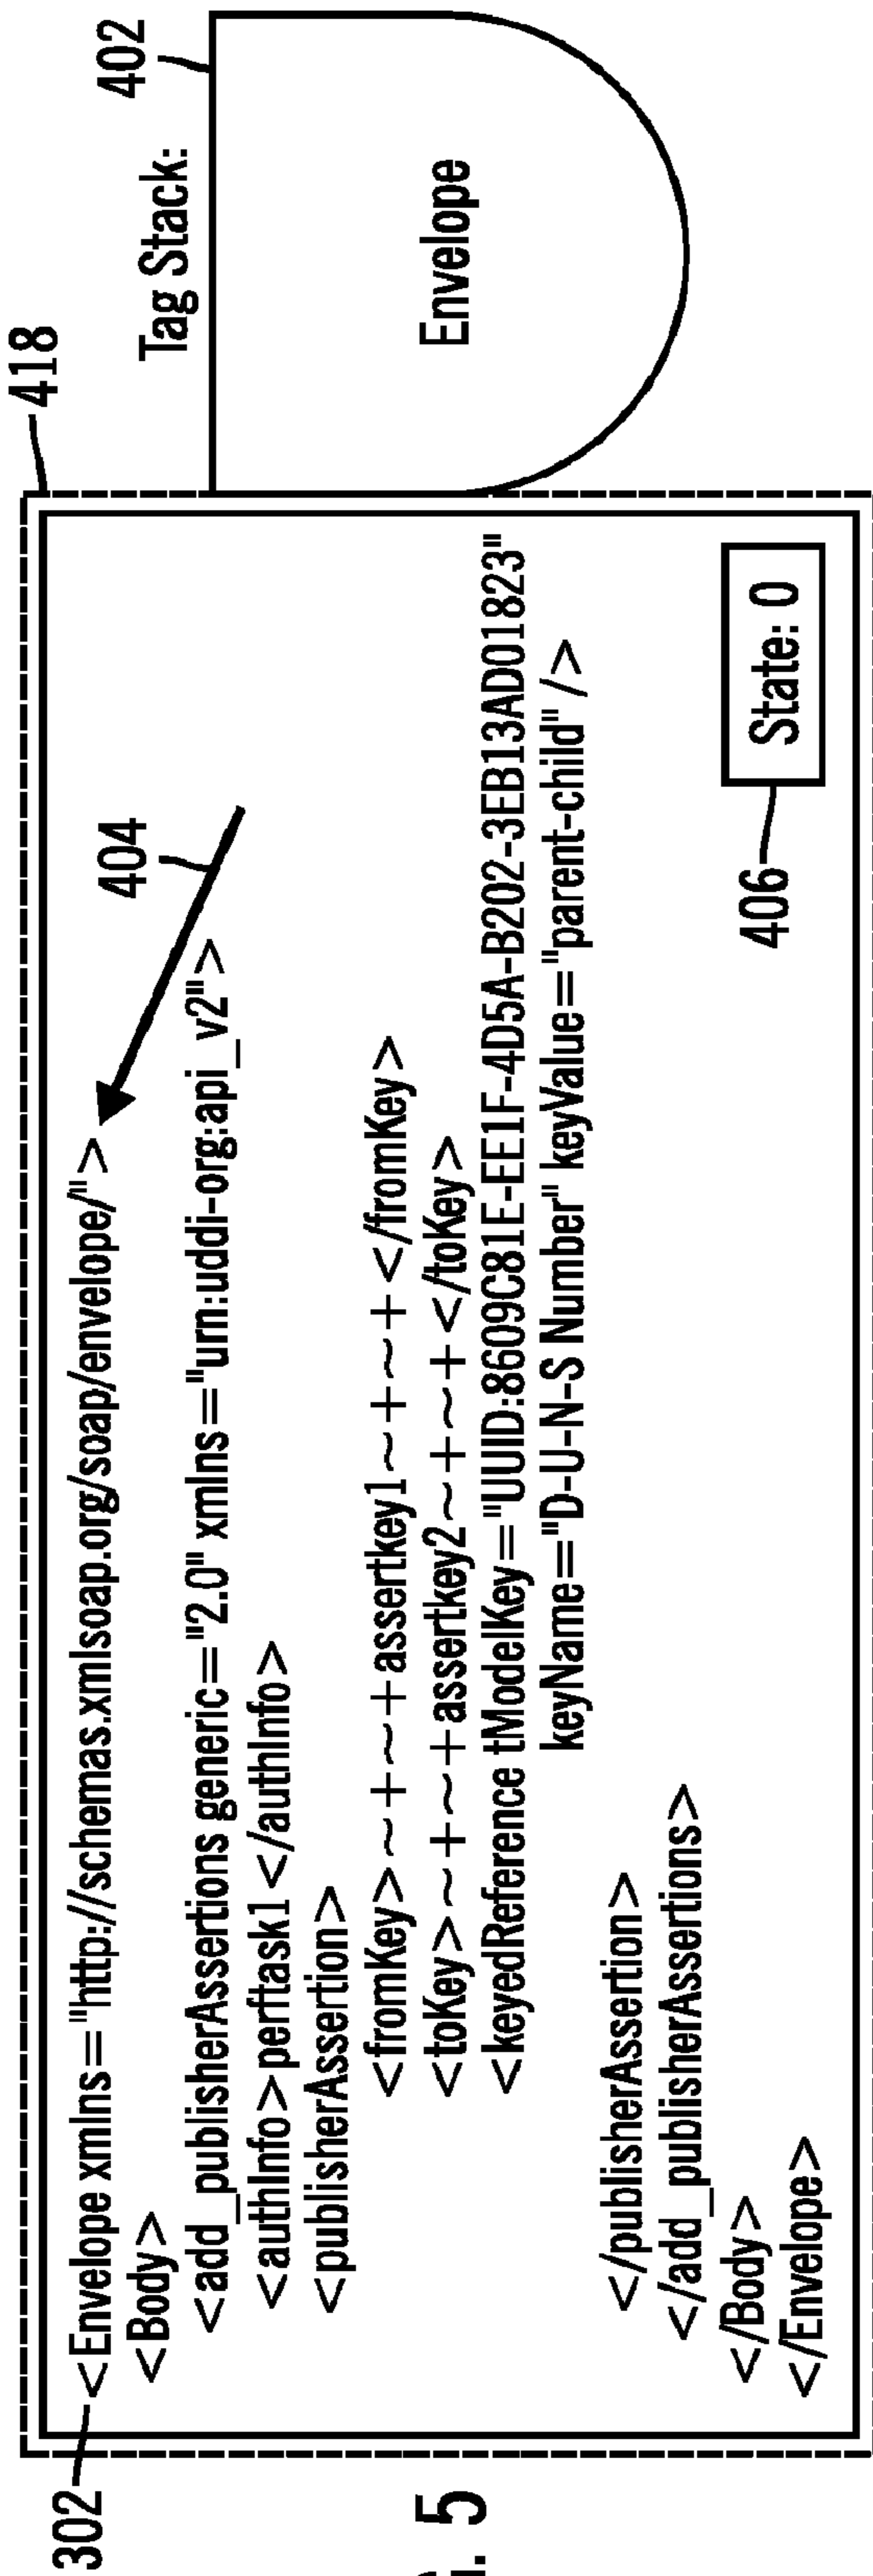 418
402
Tag Stack:
Envelope
302
404
<Envelope xmlns="http://schemas.xmlsoap.org/soap/envelope/">
<Body>
<add_publisherAssertions generic="2.0" xmlns="urn:uddi-org:api_v2">
<authInfo>perftask1 </authInfo>
<publisherAssertion>
<fromKey>~+~+assertkey1~+~+</fromKey>
<toKey>~+~+assertkey2~+~+</toKey>
<keyedReference tModelKey="UUID:8609C81E-EE1F-4D5A-B202-3EB13AD01823"
keyName="D-U-N-S Number" keyValue="parent-child" />
</publisherAssertion>
</add_publisherAssertions>
</Body>
</Envelope>
406
State: 0
5